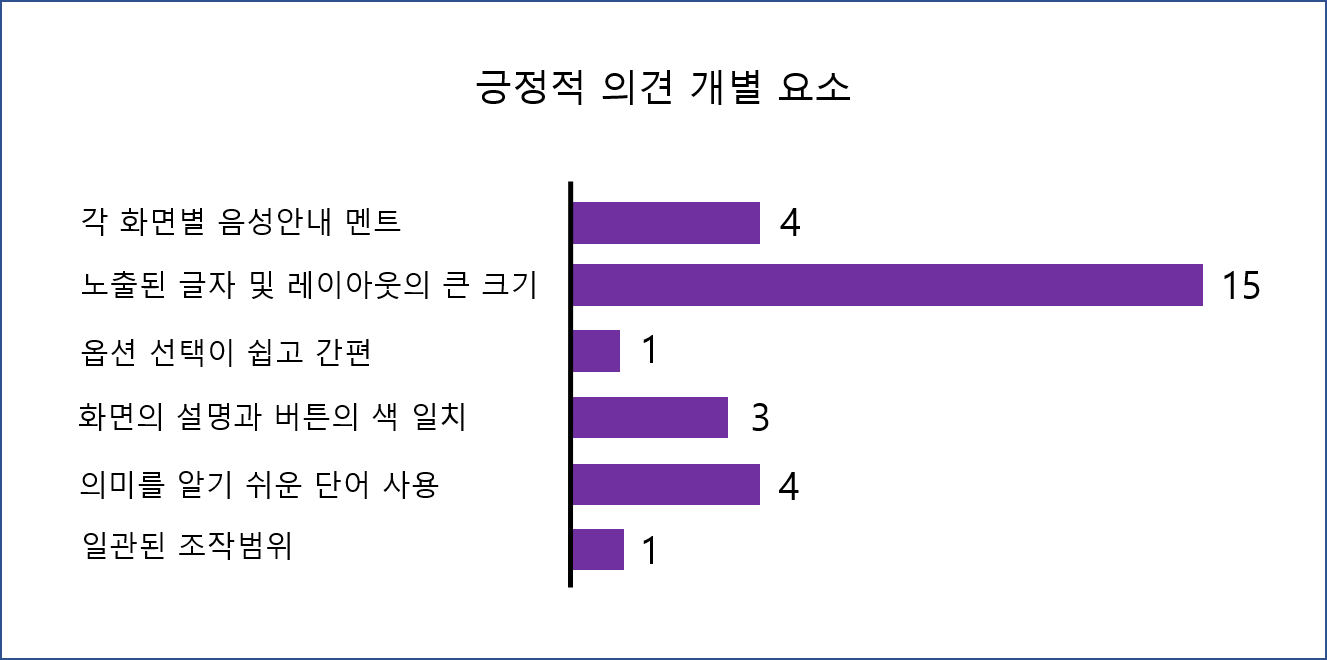 긍정적 의견 개별 요소
각 화면별 음성안내 멘트 4
노출된 글자 및 레이아웃의 큰 크기 15
옵션 선택이 쉽고 간편 1
화면의 설명과 버튼의 색 일치 3
의미를 알기 쉬운 단어 사용 4
일관된 조작범위 1